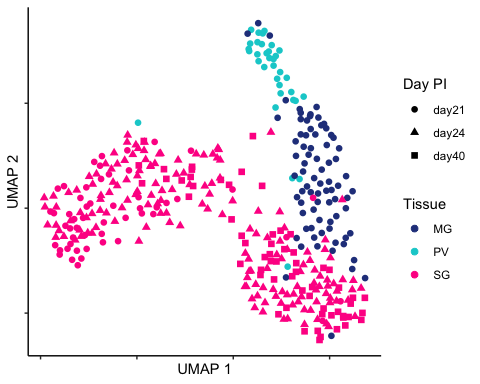 Day PI
day21
day24
day40
Tissue
MG
PV
SG
UMAP 2
UMAP 1